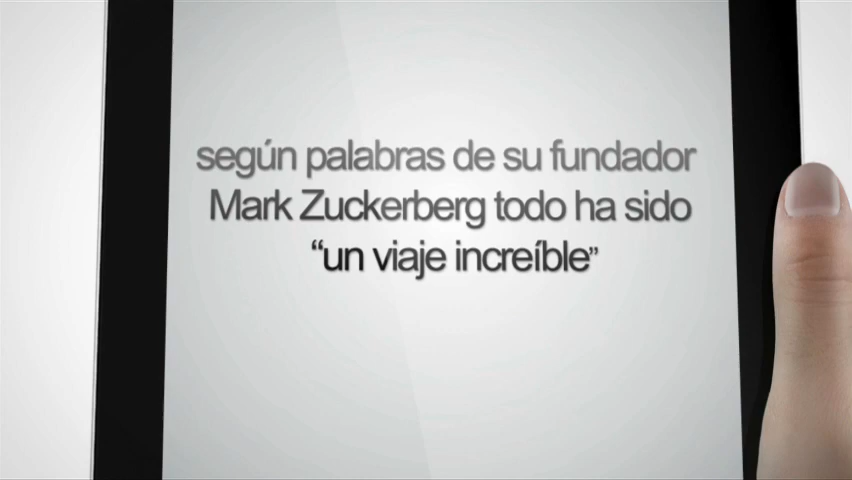 según palabras de su fundador
Mark Zuckerberg todo ha sido
“un viaje increíble”